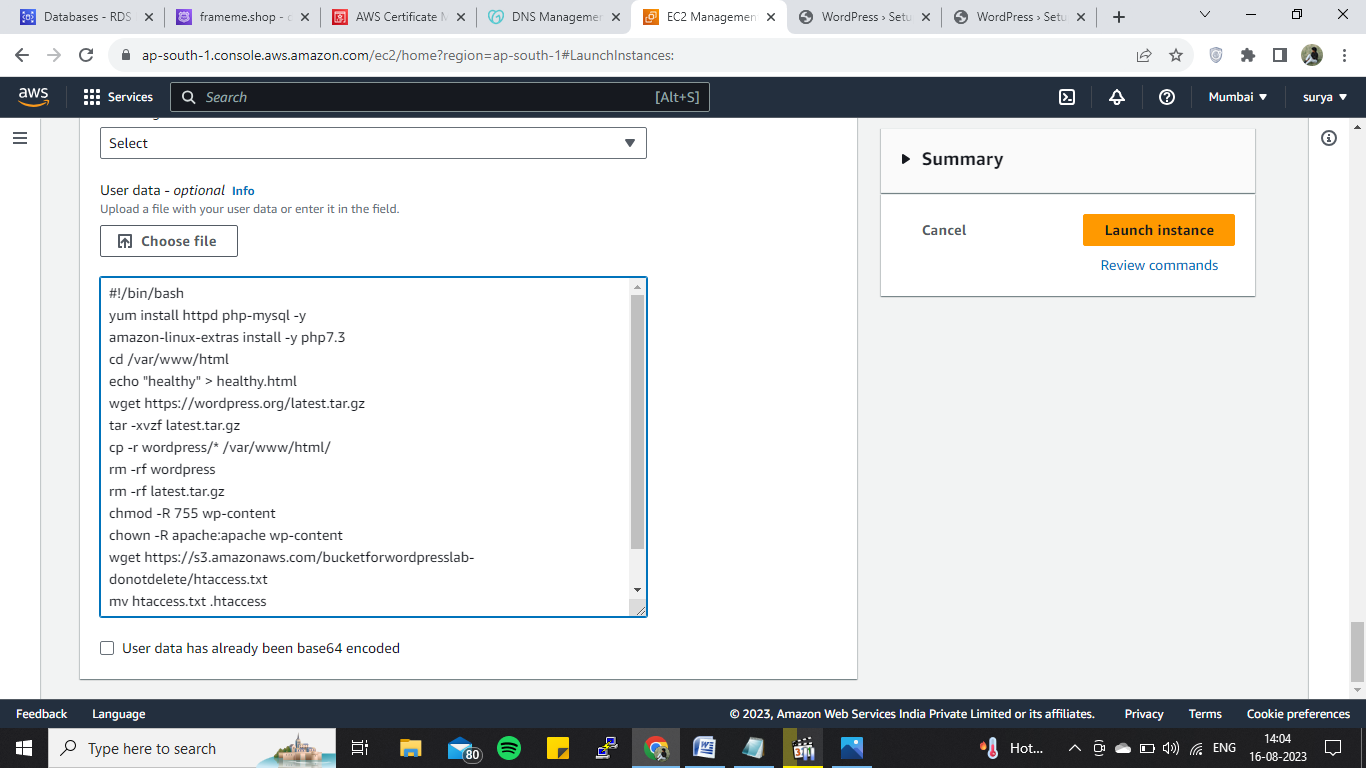 Databases - RDS
frameme.shop - c
AWS Certificate M
DNS Managemen
EC2 Managemen
WordPress › Setu
WordPress › Setu
ap-south-1.console.aws.amazon.com/ec2/home?region=ap-south-1#LaunchInstances:
aws
Services
Search
[Alt+S]
Mumbai
surya
Select
User data - optional Info
Upload a file with your user data or enter it in the field.
Choose file
#!/bin/bash
yum install httpd php-mysql -y
amazon-linux-extras install -y php7.3
cd /var/www/html
echo "healthy" > healthy.html
wget https://wordpress.org/latest.tar.gz
tar -xvzf latest.tar.gz
cp -r wordpress/* /var/www/html/
rm -rf wordpress
rm -rf latest.tar.gz
chmod -R 755 wp-content
chown -R apache:apache wp-content
wget https://s3.amazonaws.com/bucketforwordpresslab-
donotdelete/htaccess.txt
mv htaccess.txt .htaccess
User data has already been base64 encoded
Summary
Cancel
Launch instance
Review commands
Feedback
Language
© 2023, Amazon Web Services India Private Limited or its affiliates.
Privacy
Terms
Cookie preferences
Type here to search
80
Hot...
ENG
14:04
16-08-2023